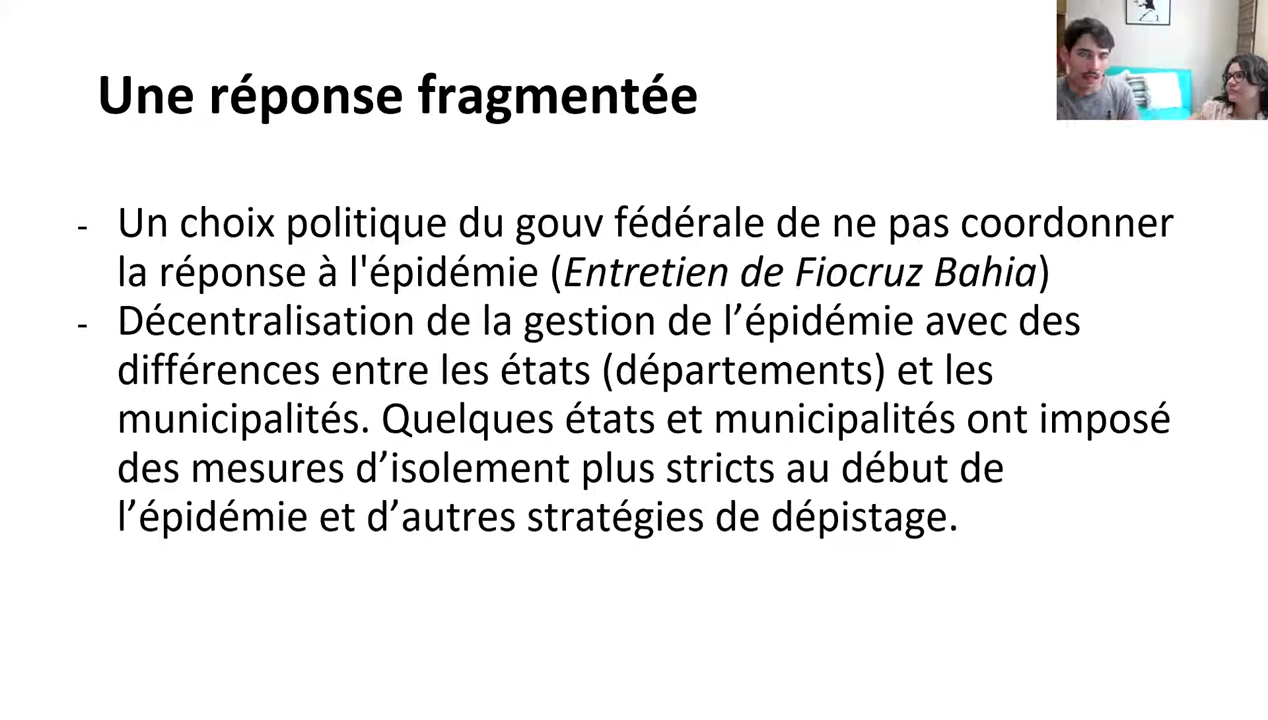 Une réponse fragmentée
- Un choix politique du gouv fédérale de ne pas coordonner
la réponse à l'épidémie (Entretien de Fiocruz Bahia)
- Décentralisation de la gestion de l’épidémie avec des
différences entre les états (départements) et les
municipalités. Quelques états et municipalités ont imposé
des mesures d’isolement plus stricts au début de
l’épidémie et d’autres stratégies de dépistage.